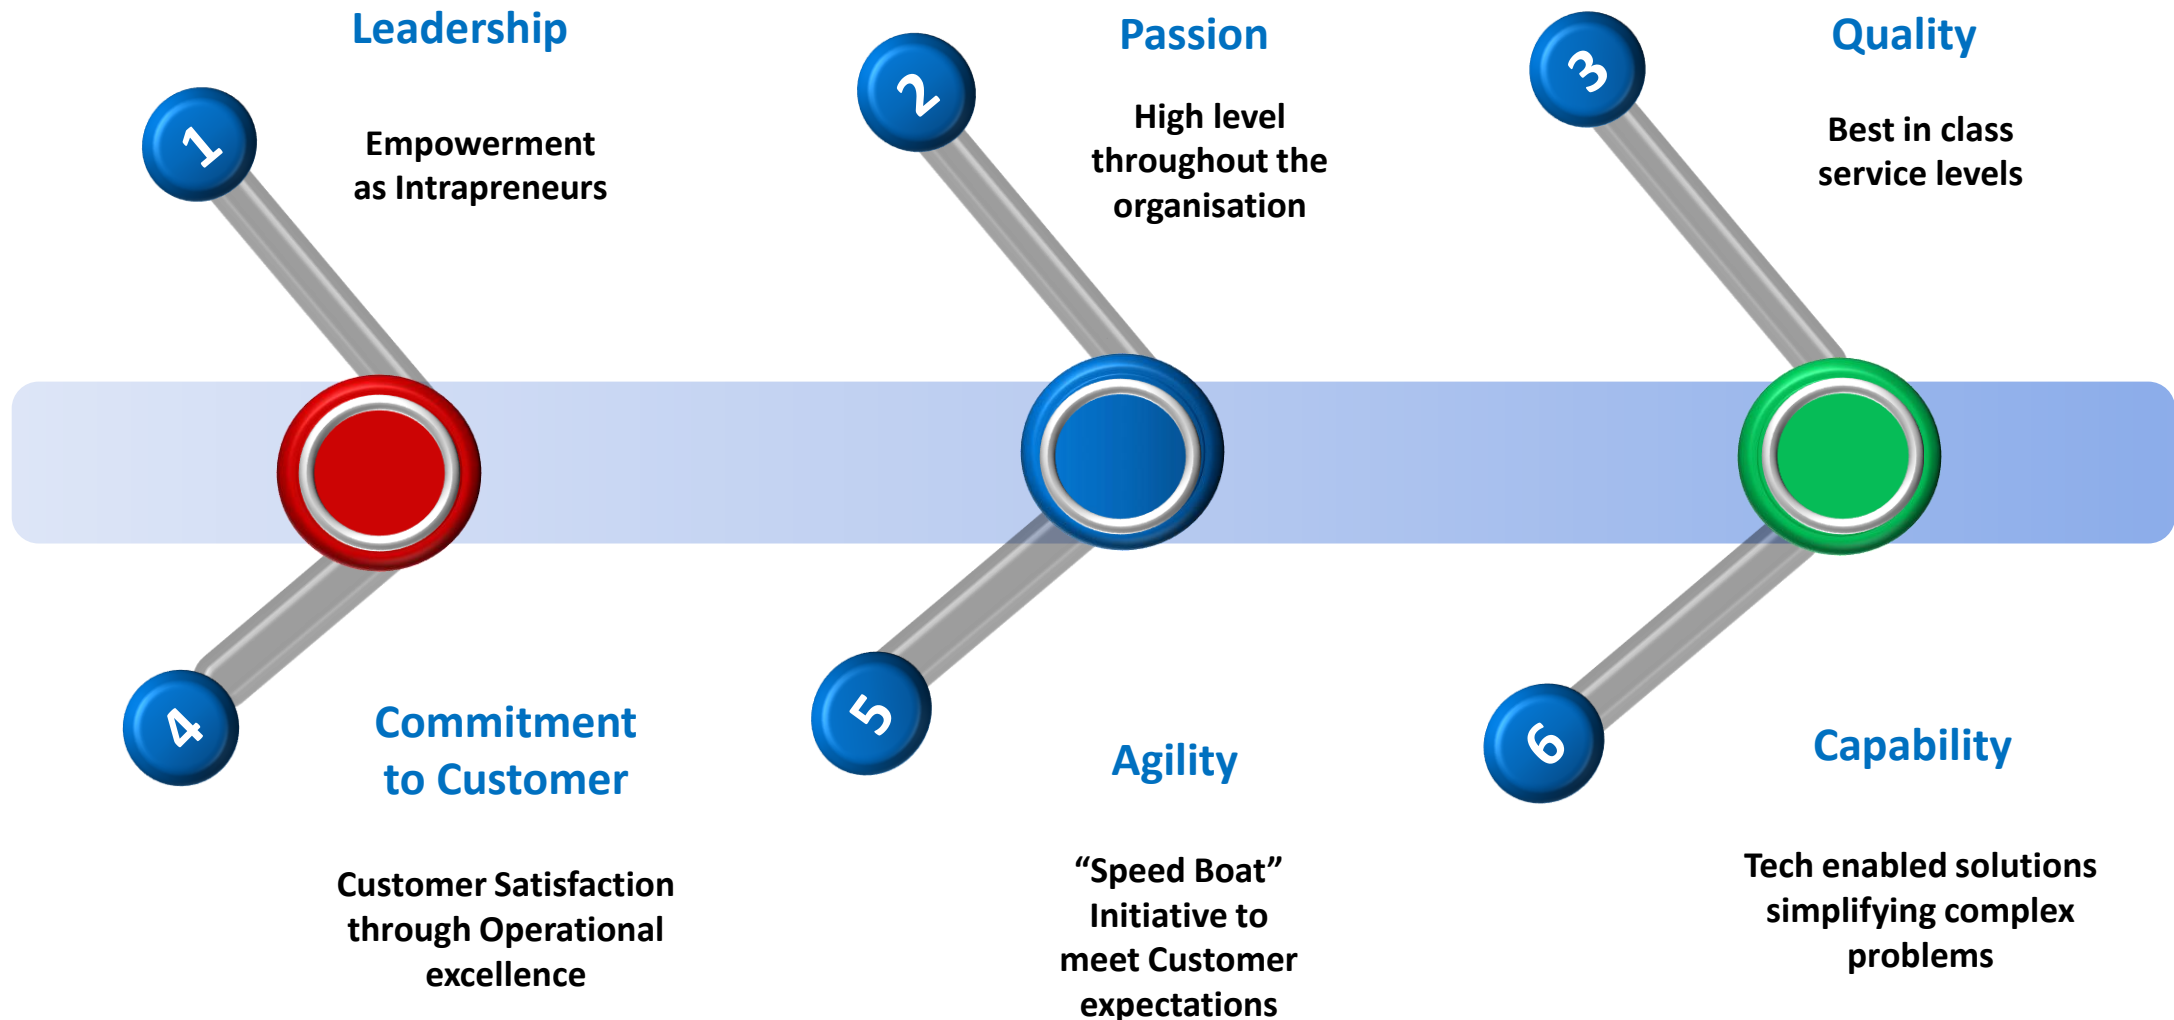 1
Leadership
Empowerment
as Intrapreneurs
2
Passion
High level
throughout the
organisation
3
Quality
Best in class
service levels
4
Commitment
to Customer
Customer Satisfaction
through Operational
excellence
5
Agility
“Speed Boat”
Initiative to
meet Customer
expectations
6
Capability
Tech enabled solutions
simplifying complex
problems